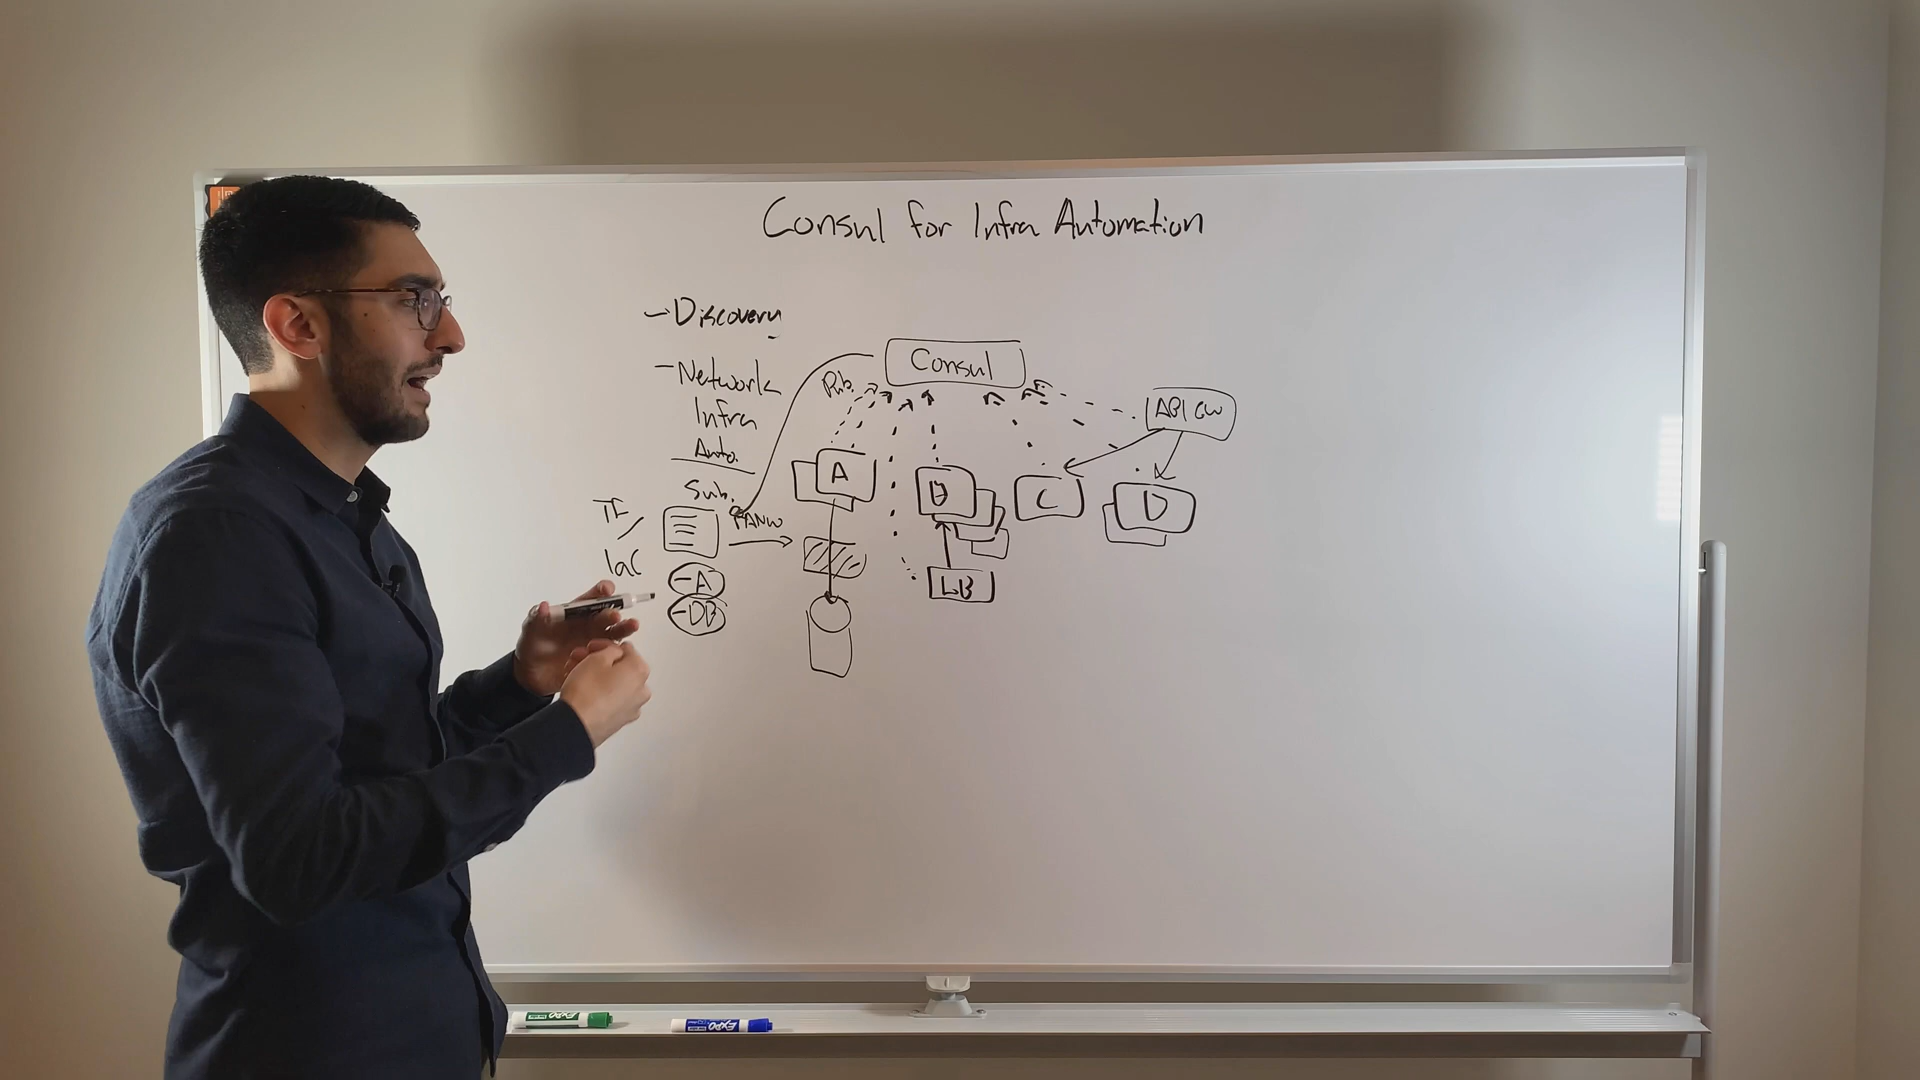 Consul for Infra Automation
- Discovery
- Network
Infra
Auto.
Consul
Pub.
API GW
A
B
C
D
Sub.
TF/
IaC
PANW
- A
- DB
LB
EXPO
EXPO